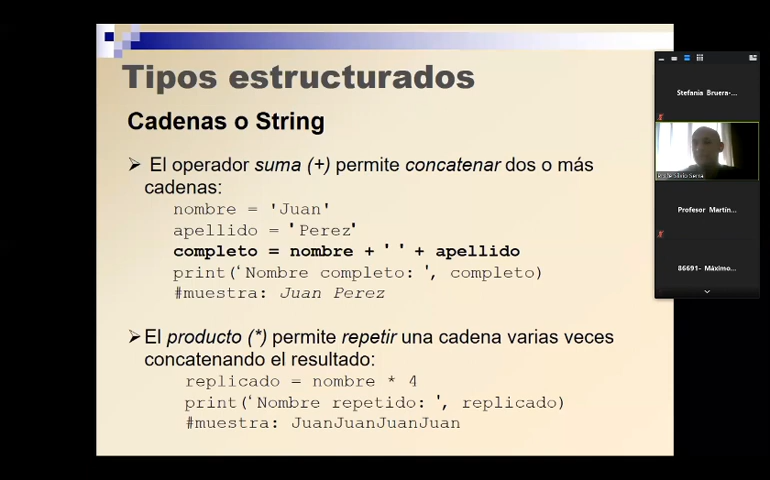 Tipos estructurados
Cadenas o String
El operador suma (+) permite concatenar dos o más
cadenas:
nombre = 'Juan'
apellido = 'Perez'
completo = nombre + ' ' + apellido
print('Nombre completo: ', completo)
#muestra: Juan Perez
El producto (*) permite repetir una cadena varias veces
concatenando el resultado:
replicado = nombre * 4
print('Nombre repetido: ', replicado)
#muestra: JuanJuanJuanJuan
Stefania Bruera-...
Profesor Martín...
86691- Máximo...